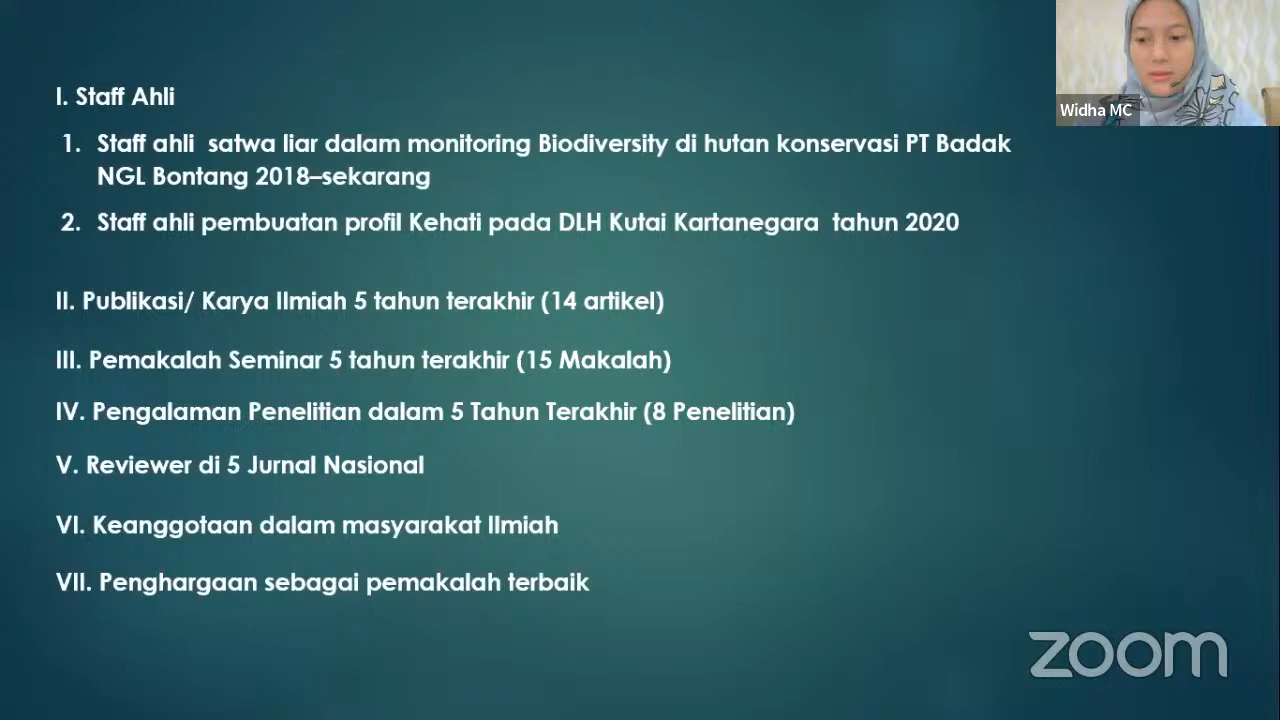 I. Staff Ahli
1. Staff ahli satwa liar dalam monitoring Biodiversity di hutan konservasi PT Badak
NGL Bontang 2018–sekarang
2. Staff ahli pembuatan profil Kehati pada DLH Kutai Kartanegara tahun 2020
II. Publikasi/ Karya Ilmiah 5 tahun terakhir (14 artikel)
III. Pemakalah Seminar 5 tahun terakhir (15 Makalah)
IV. Pengalaman Penelitian dalam 5 Tahun Terakhir (8 Penelitian)
V. Reviewer di 5 Jurnal Nasional
VI. Keanggotaan dalam masyarakat Ilmiah
VII. Penghargaan sebagai pemakalah terbaik
Widha MC
zoom